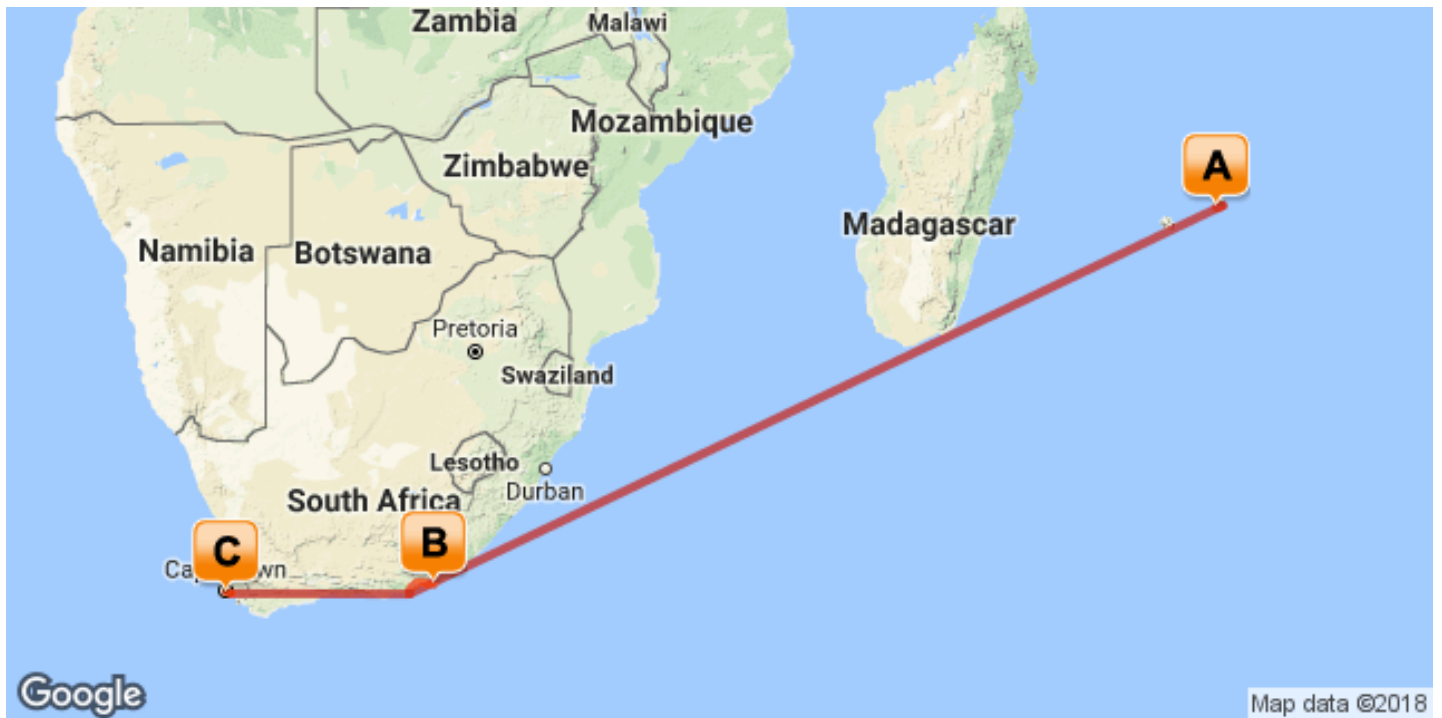 Zambia
Malawi
Mozambique
Zimbabwe
A
Madagascar
Namibia
Botswana
Pretoria
Swaziland
Lesotho
Durban
South Africa
B
C
Google
Map data ©2018